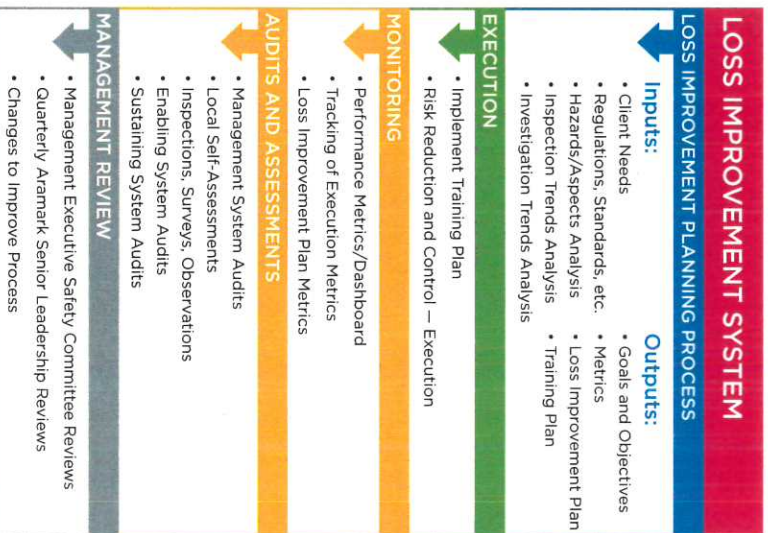 LOSS IMPROVEMENT SYSTEM
LOSS IMPROVEMENT PLANNING PROCESS
Inputs:
• Client Needs
• Regulations, Standards, etc.
• Hazards/Aspects Analysis
• Inspection Trends Analysis
• Investigation Trends Analysis
Outputs:
• Goals and Objectives
• Metrics
• Loss Improvement Plan
• Training Plan
EXECUTION
• Implement Training Plan
• Risk Reduction and Control — Execution
MONITORING
• Performance Metrics/Dashboard
• Tracking of Execution Metrics
• Loss Improvement Plan Metrics
AUDITS AND ASSESSMENTS
• Management System Audits
• Local Self-Assessments
• Inspections, Surveys, Observations
• Enabling System Audits
• Sustaining System Audits
MANAGEMENT REVIEW
• Management Executive Safety Committee Reviews
• Quarterly Aramark Senior Leadership Reviews
• Changes to Improve Process